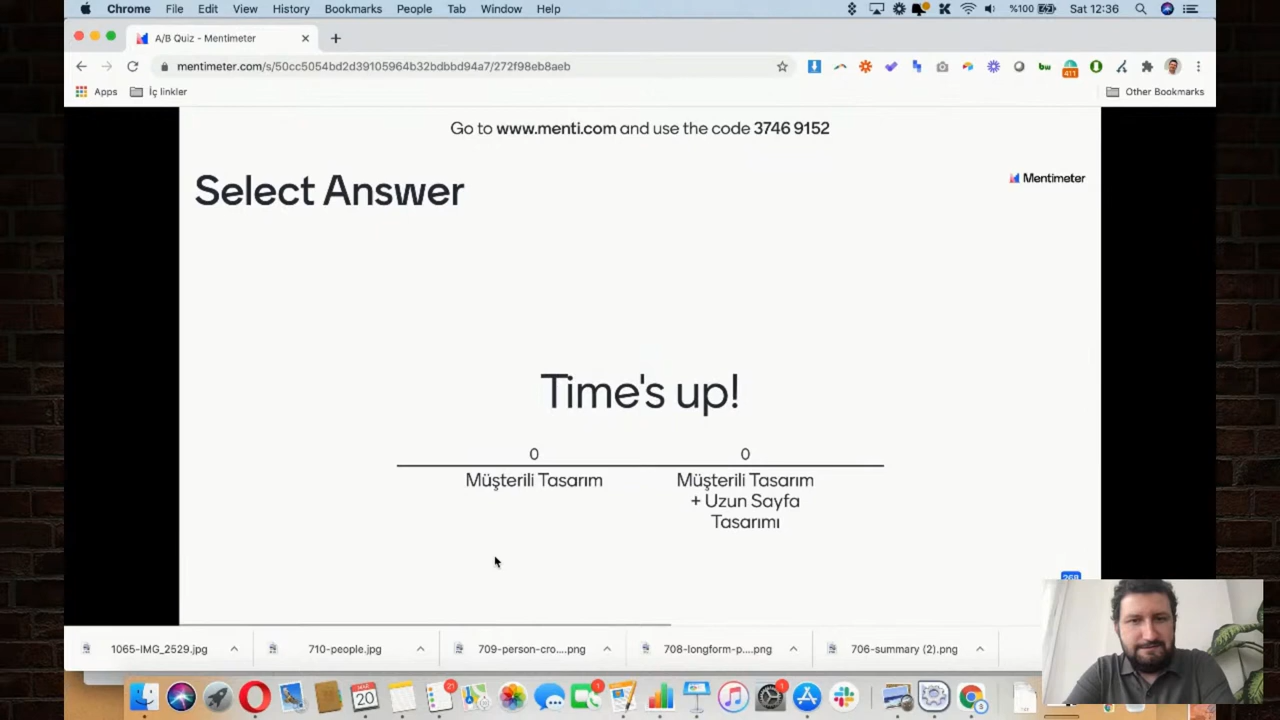 Chrome File Edit View History Bookmarks People Tab Window Help %100 Sat 12:36
A/B Quiz - Mentimeter
mentimeter.com/s/50cc5054bd2d39105964b32bdbbd94a7/272f98eb8aeb
411
Apps İç linkler Other Bookmarks
Go to www.menti.com and use the code 3746 9152
Select Answer
Mentimeter
Time's up!
0 0
Müşterili Tasarım Müşterili Tasarım
+ Uzun Sayfa
Tasarımı
1065-IMG_2529.jpg 710-people.jpg 709-person-cro....png 708-longform-p....png 706-summary (2).png
20